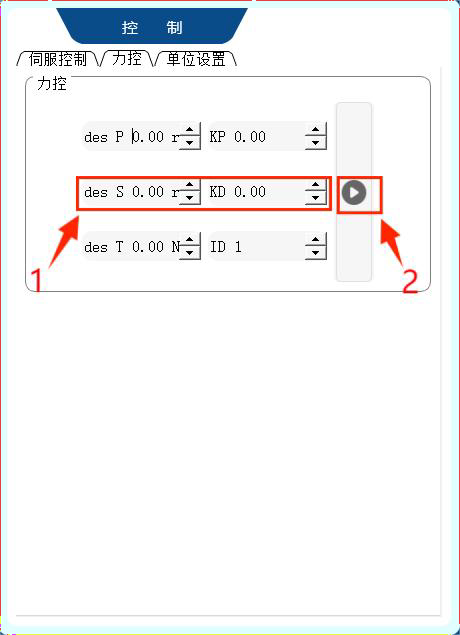 控 制
伺服控制 力控 单位设置
力控
des P 0.00 r KP 0.00
des S 0.00 r KD 0.00
des T 0.00 N ID 1
1 2